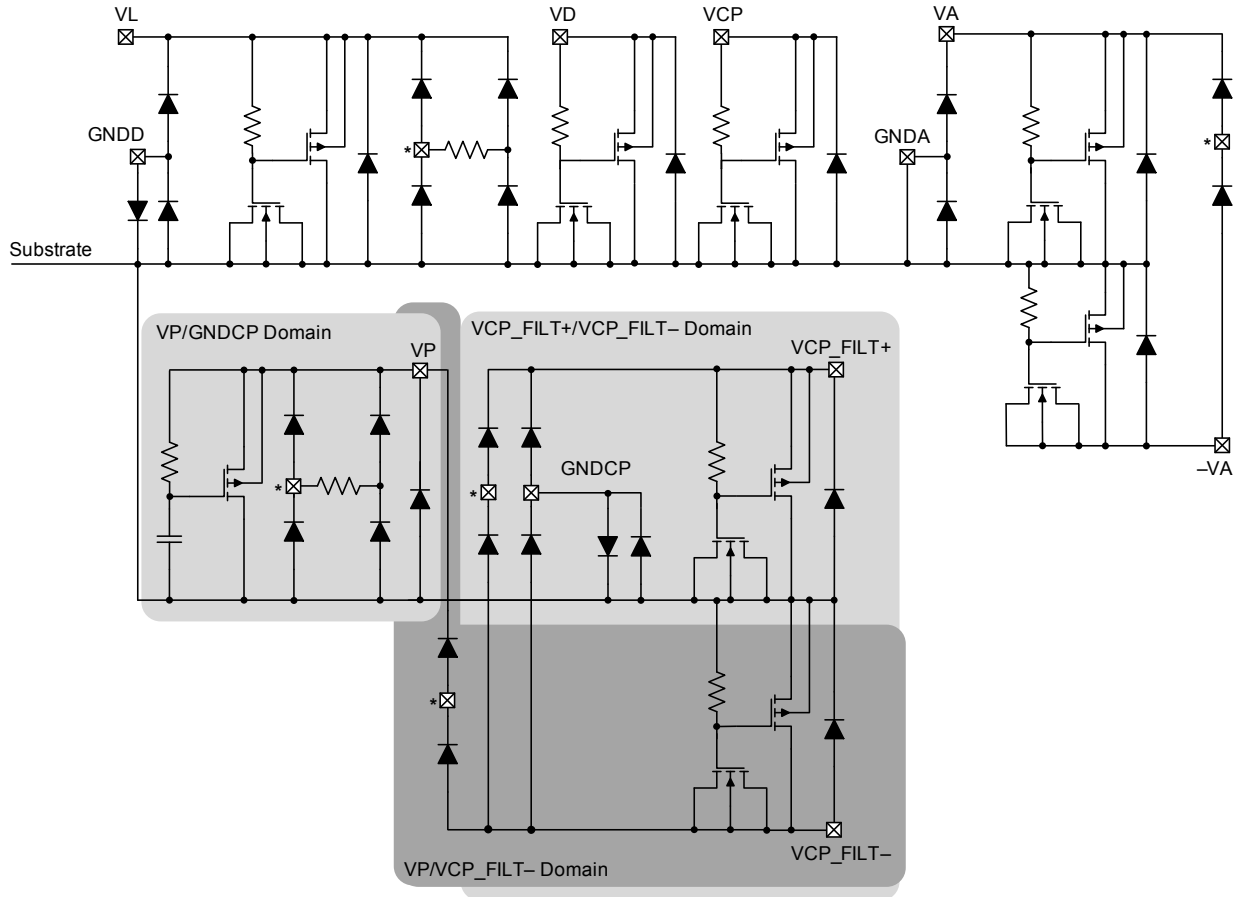 VL
VD
VCP
VA
GNDD
*
GNDA
*
Substrate
VP/GNDCP Domain
VCP_FILT+/VCP_FILT– Domain
VP
VCP_FILT+
GNDCP
–VA
*
*
*
VCP_FILT–
VP/VCP_FILT– Domain